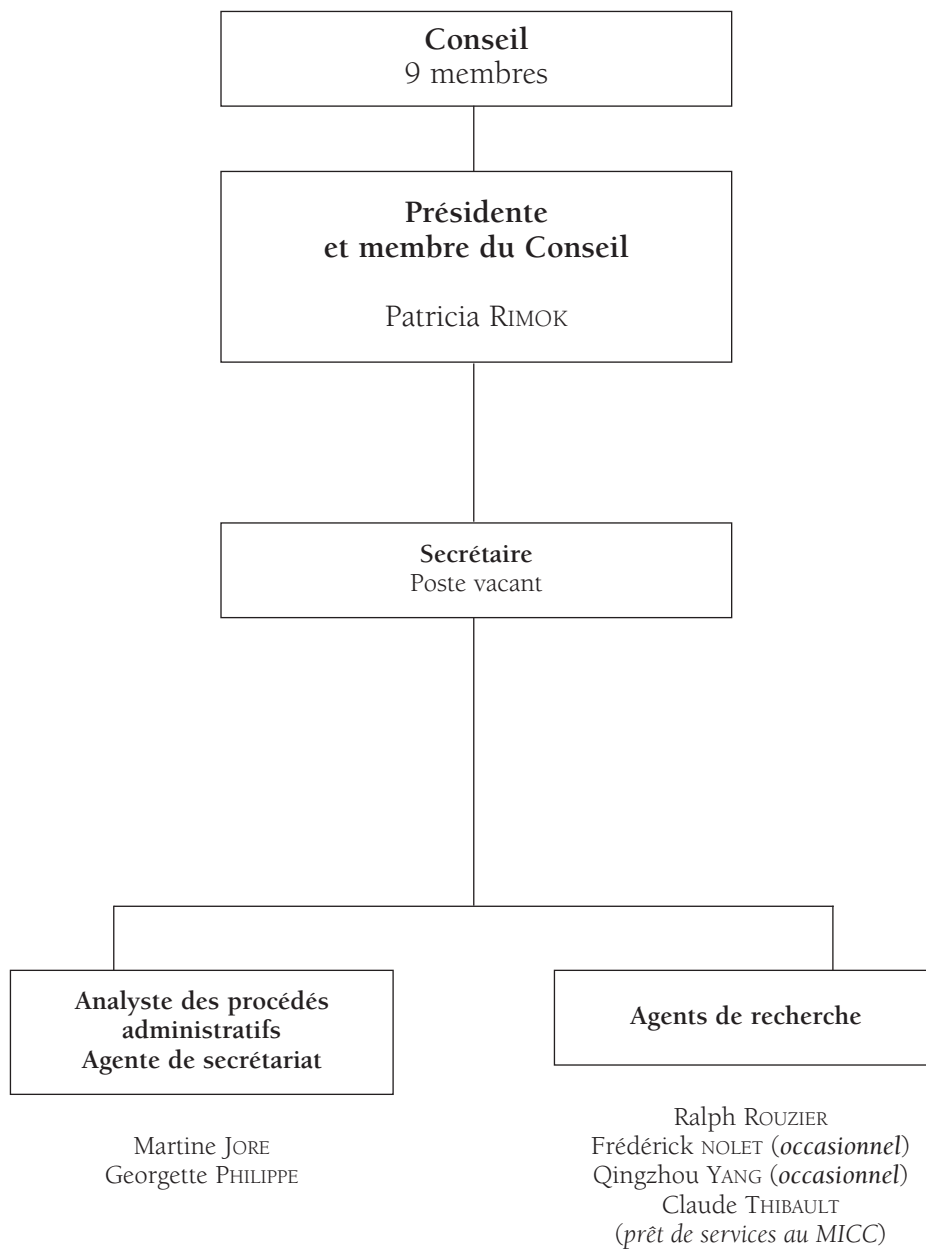 Conseil
9 membres
Présidente
et membre du Conseil
Patricia RIMOK
Secrétaire
Poste vacant
Analyste des procédés
administratifs
Agente de secrétariat
Martine JORE
Georgette PHILIPPE
Agents de recherche
Ralph ROUZIER
Frédérick NOLET (occasionnel)
Qingzhou YANG (occasionnel)
Claude THIBAULT
(prêt de services au MICC)